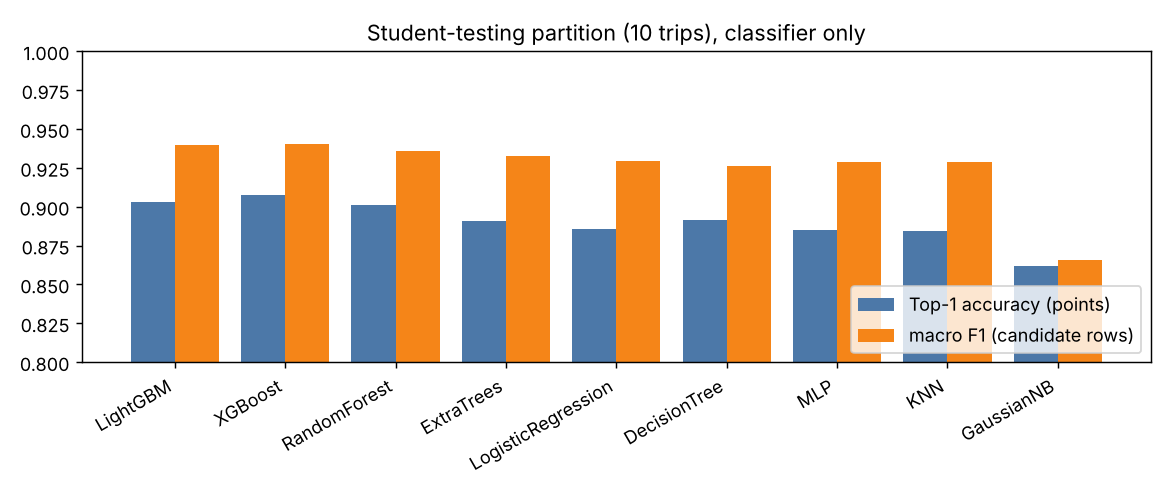 Student-testing partition (10 trips), classifier only
1.000
0.975
0.950
0.925
0.900
0.875
0.850
0.825
0.800
Top-1 accuracy (points)
macro F1 (candidate rows)
LightGBM
XGBoost
RandomForest
ExtraTrees
LogisticRegression
DecisionTree
MLP
KNN
GaussianNB